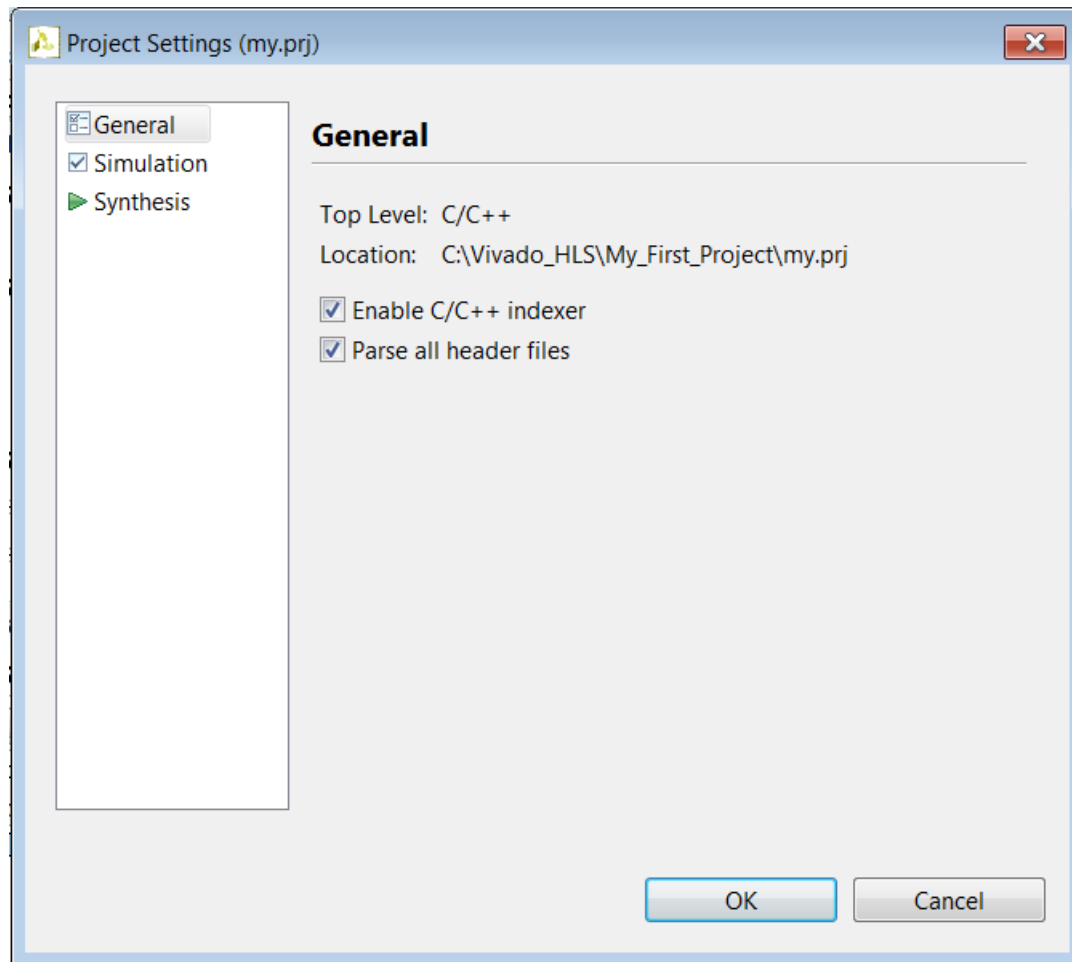 Project Settings (my.prj)
General
Simulation
Synthesis
General
Top Level: C/C++
Location: C:\Vivado_HLS\My_First_Project\my.prj
Enable C/C++ indexer
Parse all header files
OK
Cancel